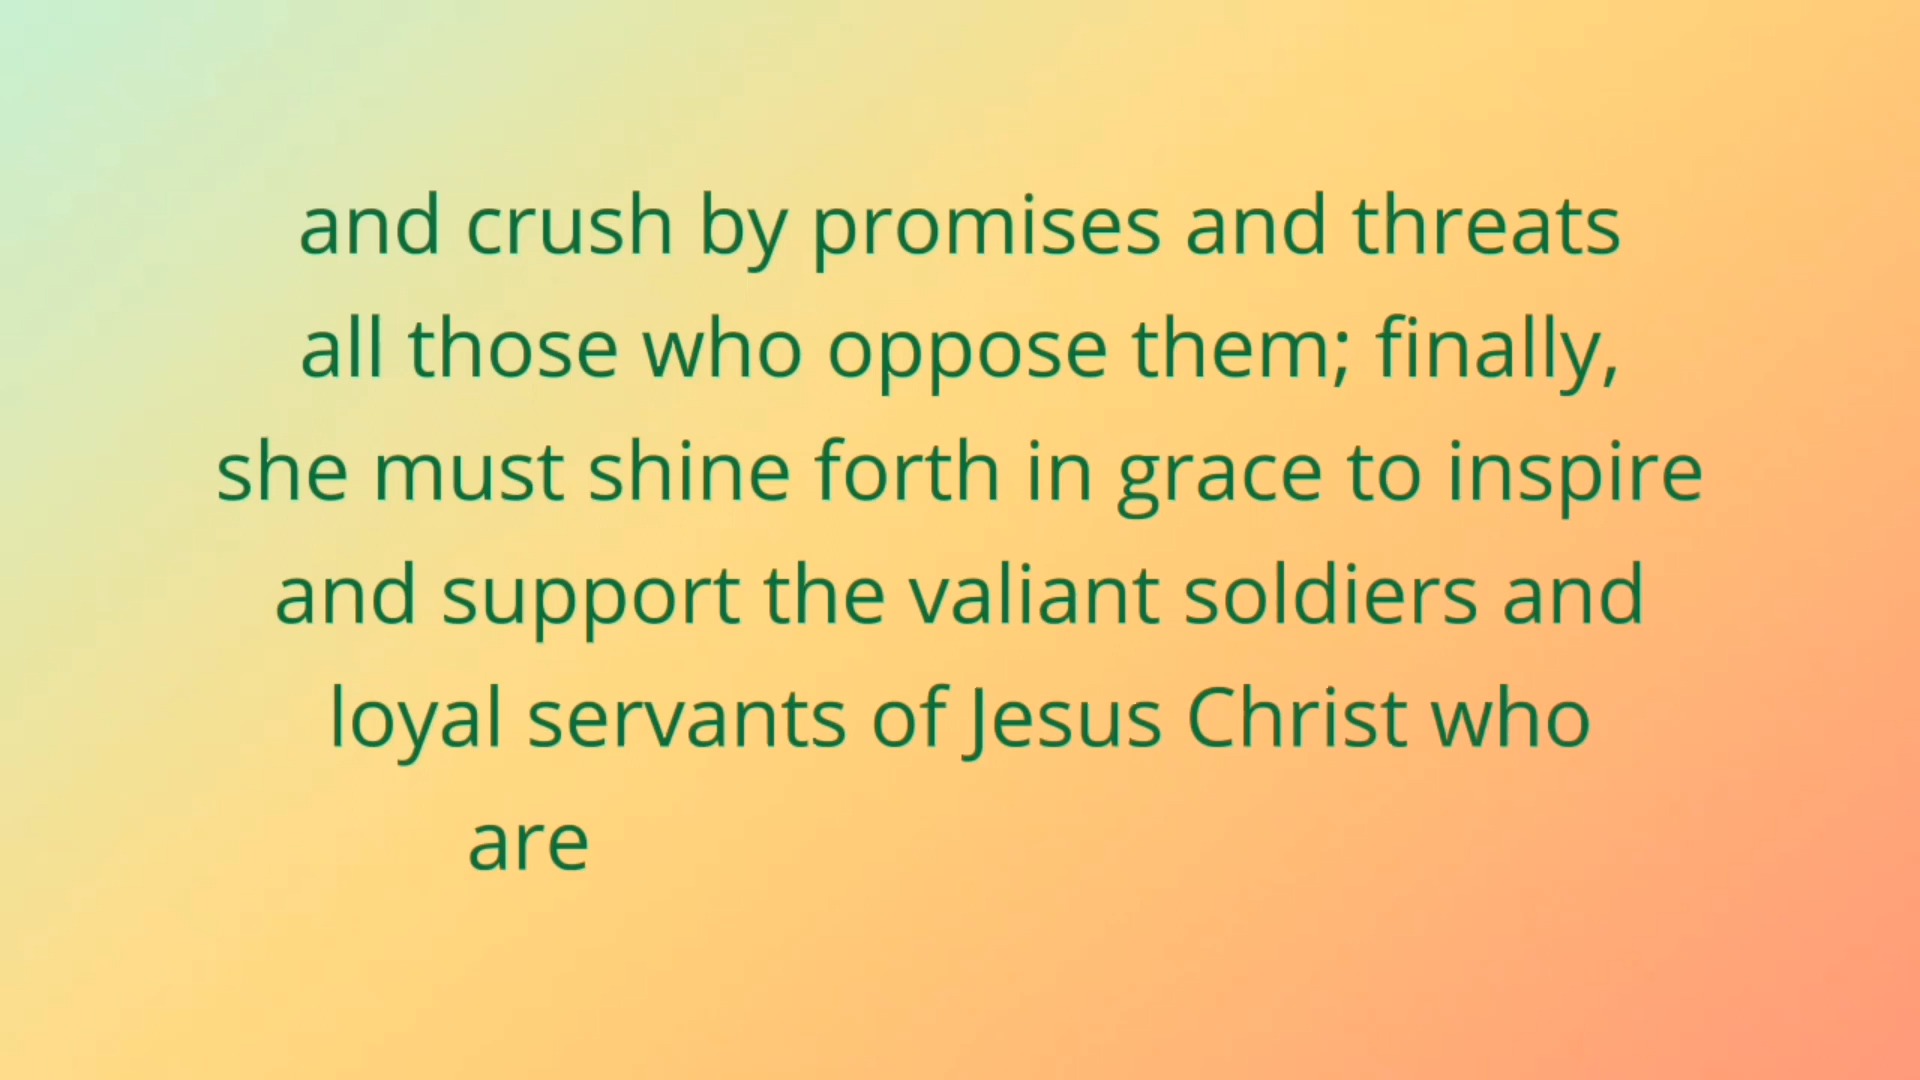 and crush by promises and threats
all those who oppose them; finally,
she must shine forth in grace to inspire
and support the valiant soldiers and
loyal servants of Jesus Christ who
are